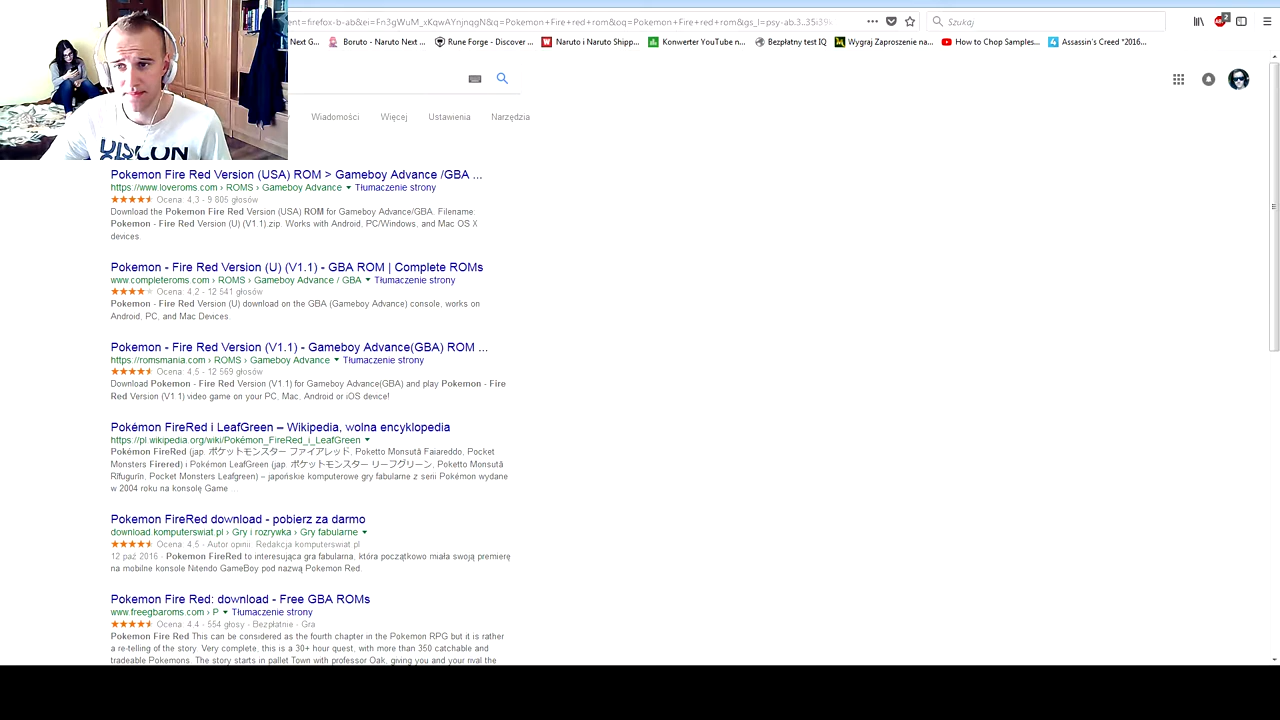 ent=firefox-b-ab&ei=Fn3gWuM_xKqwAYnjnqgN&q=Pokemon+Fire+red+rom&oq=Pokemon+Fire+red+rom&gs_l=psy-ab.3..35i39k
Szukaj
2
Next G...
Boruto - Naruto Next ...
Rune Forge - Discover ...
Naruto i Naruto Shipp...
Konwerter YouTube n...
Bezpłatny test IQ
Wygraj Zaproszenie na...
How to Chop Samples...
Assassin's Creed "2016...
Wiadomości Więcej Ustawienia Narzędzia
DISCON
Pokemon Fire Red Version (USA) ROM > Gameboy Advance /GBA ...
https://www.loveroms.com › ROMS › Gameboy Advance ▼ Tłumaczenie strony
Ocena: 4,3 - 9 805 głosów
Download the Pokemon Fire Red Version (USA) ROM for Gameboy Advance/GBA. Filename:
Pokemon - Fire Red Version (U) (V1.1).zip. Works with Android, PC/Windows, and Mac OS X
devices.
Pokemon - Fire Red Version (U) (V1.1) - GBA ROM | Complete ROMs
www.completeroms.com › ROMS › Gameboy Advance / GBA ▼ Tłumaczenie strony
Ocena: 4,2 - 12 541 głosów
Pokemon - Fire Red Version (U) download on the GBA (Gameboy Advance) console, works on
Android, PC, and Mac Devices.
Pokemon - Fire Red Version (V1.1) - Gameboy Advance(GBA) ROM ...
https://romsmania.com › ROMS › Gameboy Advance ▼ Tłumaczenie strony
Ocena: 4,5 - 12 569 głosów
Download Pokemon - Fire Red Version (V1.1) for Gameboy Advance(GBA) and play Pokemon - Fire
Red Version (V1.1) video game on your PC, Mac, Android or iOS device!
Pokémon FireRed i LeafGreen – Wikipedia, wolna encyklopedia
https://pl.wikipedia.org/wiki/Pokémon_FireRed_i_LeafGreen ▼
Pokémon FireRed (jap. ポケットモンスター ファイアレッド, Poketto Monsutā Faiareddo, Pocket
Monsters Firered) i Pokémon LeafGreen (jap. ポケットモンスター リーフグリーン, Poketto Monsutā
Rīfugurīn, Pocket Monsters Leafgreen) – japońskie komputerowe gry fabularne z serii Pokémon wydane
w 2004 roku na konsolę Game ...
Pokemon FireRed download - pobierz za darmo
download.komputerswiat.pl › Gry i rozrywka › Gry fabularne ▼
Ocena: 4,5 - Autor opinii: Redakcja komputerswiat.pl
12 paź 2016 - Pokemon FireRed to interesująca gra fabularna, która początkowo miała swoją premierę
na mobilne konsole Nitendo GameBoy pod nazwą Pokemon Red.
Pokemon Fire Red: download - Free GBA ROMs
www.freegbaroms.com › P ▼ Tłumaczenie strony
Ocena: 4,4 - 554 głosy - Bezpłatnie - Gra
Pokemon Fire Red This can be considered as the fourth chapter in the Pokemon RPG but it is rather
a re-telling of the story. Very complete, this is a 30+ hour quest, with more than 350 catchable and
tradeable Pokemons. The story starts in pallet Town with professor Oak, giving you and your rival the